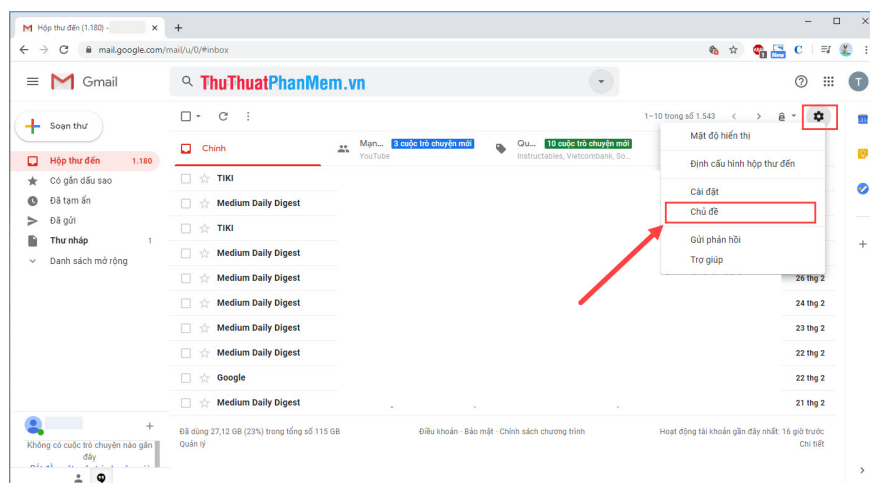 Hộp thư đến (1.180) -
mail.google.com/mail/u/0/#inbox
New
Gmail
ThuThuatPhanMem.vn
T
Soạn thư
1–10 trong số 1.543
31
Mật độ hiển thị
Định cấu hình hộp thư đến
Cài đặt
Chủ đề
Gửi phản hồi
Trợ giúp
Chính
Mạn... 3 cuộc trò chuyện mới
YouTube
Qu... 10 cuộc trò chuyện mới
Instructables, Vietcombank, So...
Hộp thư đến 1.180
Có gắn dấu sao
Đã tạm ẩn
Đã gửi
Thư nháp 1
Danh sách mở rộng
TIKI
Medium Daily Digest
TIKI
Medium Daily Digest
Medium Daily Digest 26 thg 2
Medium Daily Digest 24 thg 2
Medium Daily Digest 23 thg 2
Medium Daily Digest 22 thg 2
Google 22 thg 2
Medium Daily Digest 21 thg 2
Đã dùng 27,12 GB (23%) trong tổng số 115 GB
Quản lý
Điều khoản · Bảo mật · Chính sách chương trình
Hoạt động tài khoản gần đây nhất: 16 giờ trước
Chi tiết
Không có cuộc trò chuyện nào gần
đây